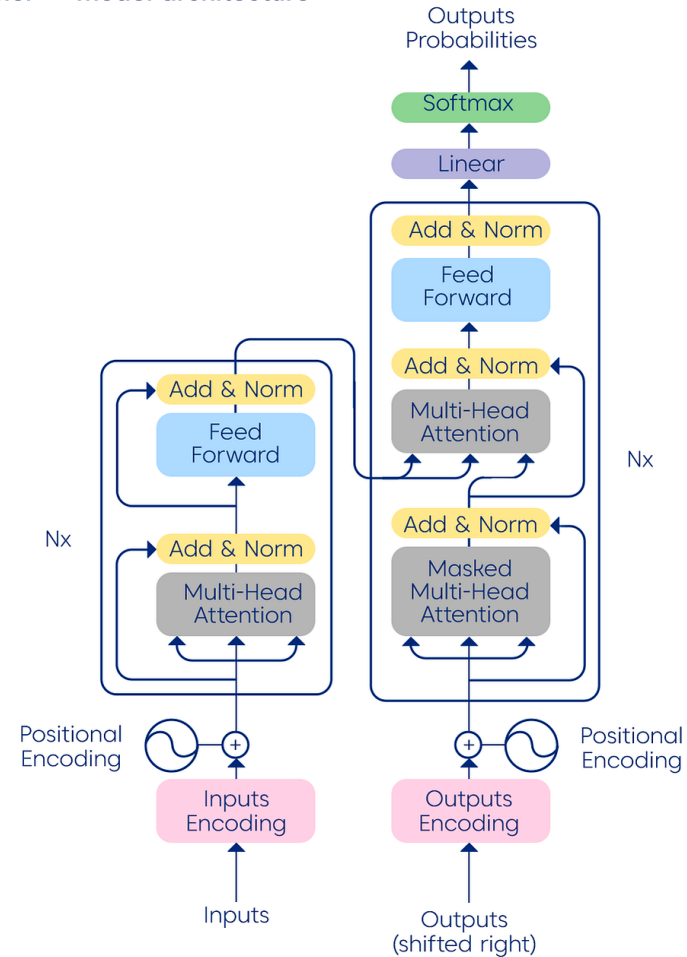 Outputs
Probabilities
Softmax
Linear
Add & Norm
Feed
Forward
Add & Norm
Multi-Head
Attention
Nx
Add & Norm
Masked
Multi-Head
Attention
Add & Norm
Feed
Forward
Nx
Add & Norm
Multi-Head
Attention
Positional
Encoding
+
+
Positional
Encoding
Inputs
Encoding
Outputs
Encoding
Inputs
Outputs
(shifted right)